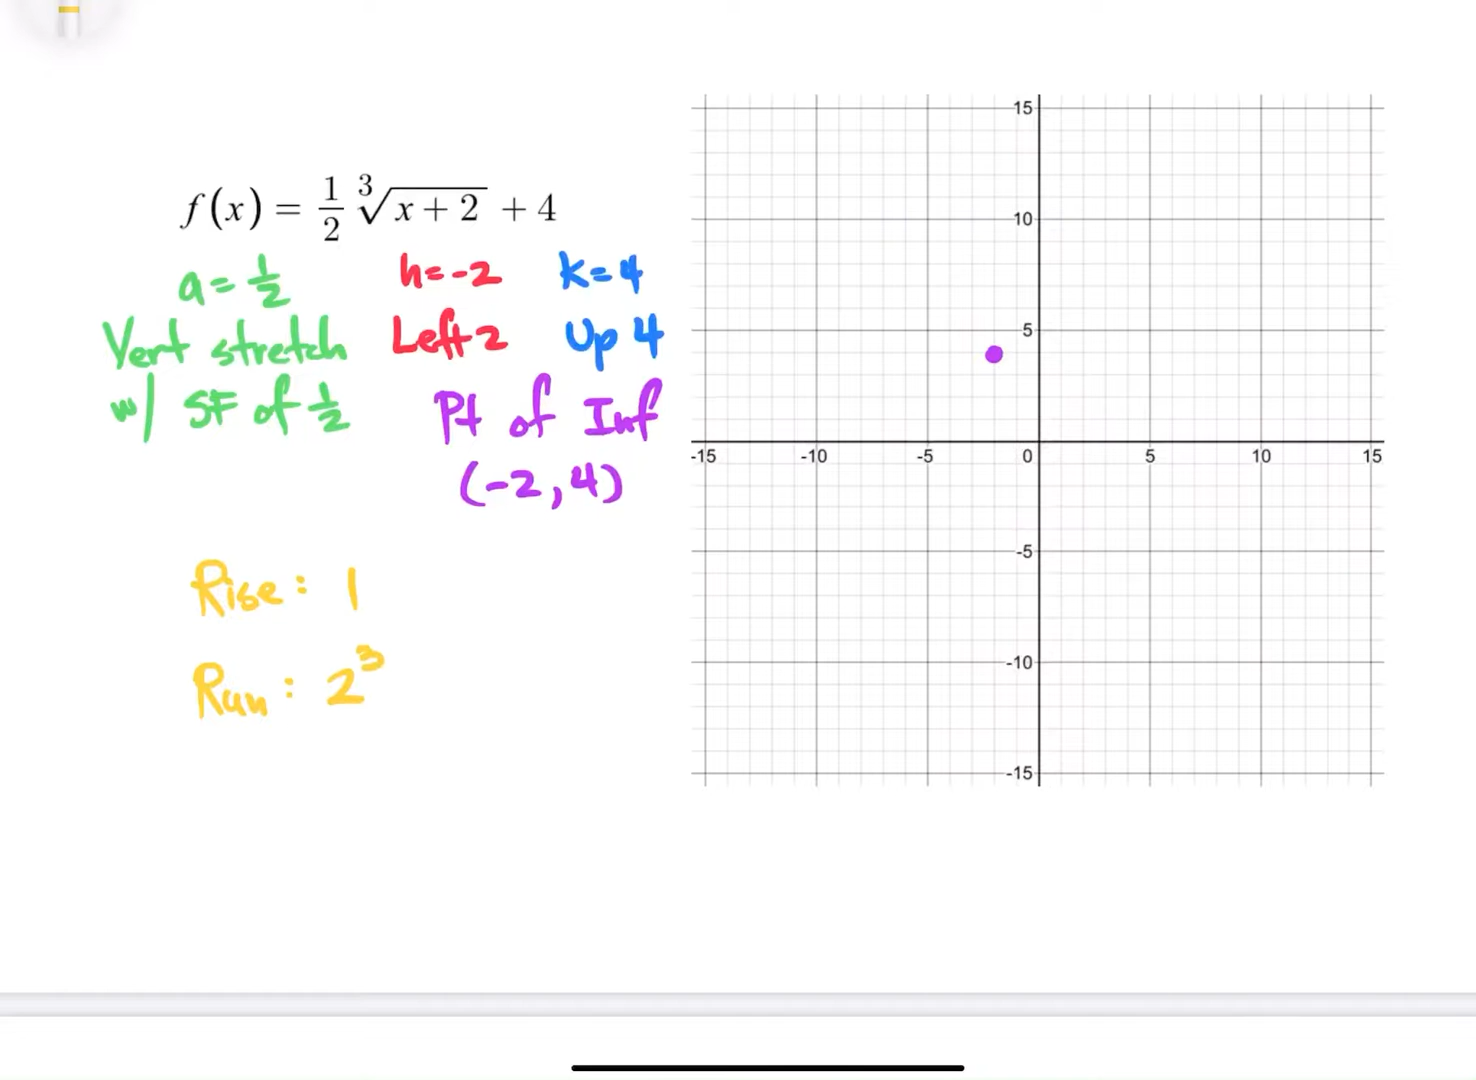 f(x) = 1/2 ∛(x + 2) + 4
a = 1/2 h = -2 k = 4
Vert stretch Left 2 Up 4
w/ SF of 1/2 Pt of Inf
(-2, 4)
Rise: 1
Run: 2³
15
10
5
-15 -10 -5 0 5 10 15
-5
-10
-15